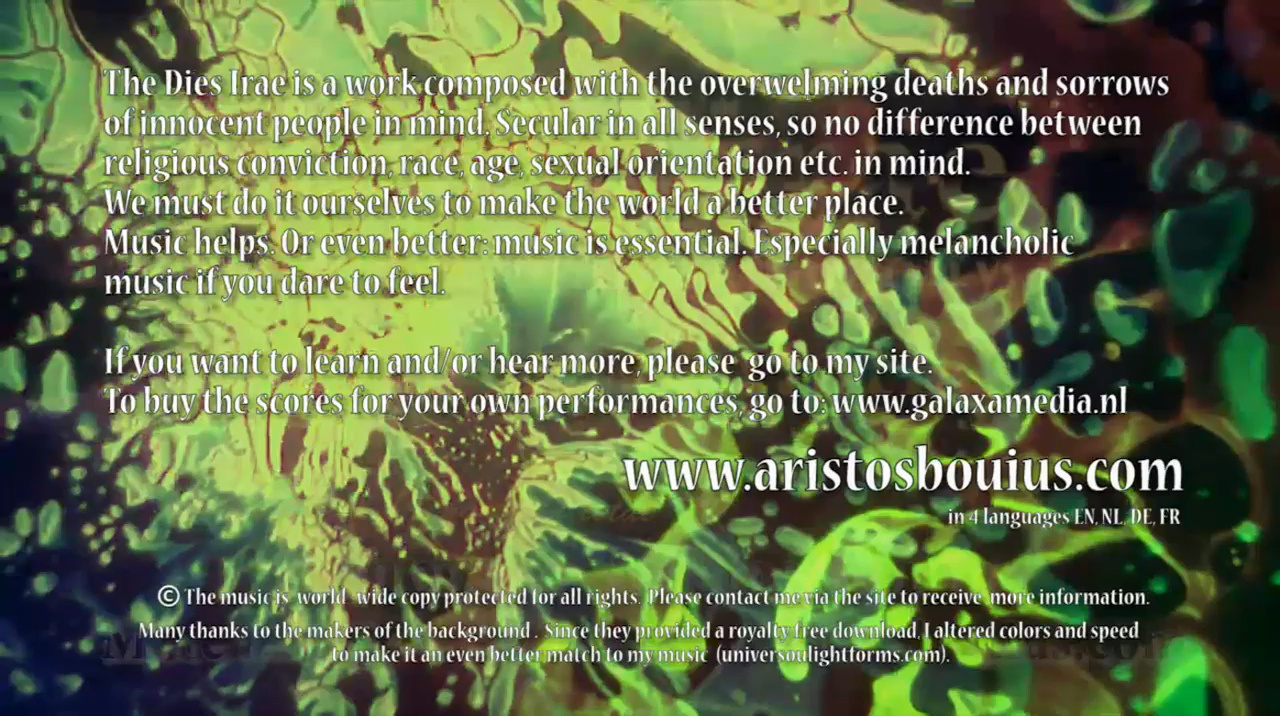 The Dies Irae is a work composed with the overwelming deaths and sorrows
of innocent people in mind. Secular in all senses, so no difference between
religious conviction, race, age, sexual orientation etc. in mind.
We must do it ourselves to make the world a better place.
Music helps. Or even better: music is essential. Especially melancholic
music if you dare to feel.
If you want to learn and/or hear more, please go to my site.
To buy the scores for your own performances, go to: www.galaxamedia.nl
www.aristosbouius.com
in 4 languages EN, NL, DE, FR
© The music is world wide copy protected for all rights. Please contact me via the site to receive more information.
Many thanks to the makers of the background . Since they provided a royalty free download, I altered colors and speed
to make it an even better match to my music (universoulightforms.com).